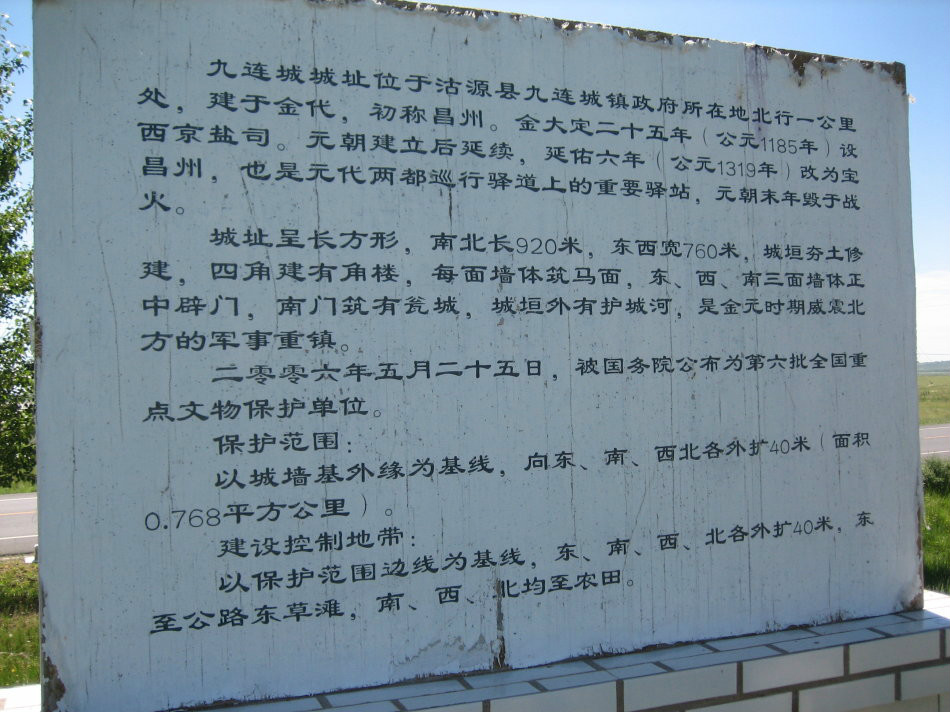 九连城城址位于沽源县九连城镇政府所在地北行一公里
处，建于金代，初称昌州。金大定二十五年（公元1185年）设
西京盐司。元朝建立后延续，延佑六年（公元1319年）改为宝
昌州，也是元代两都巡行驿道上的重要驿站，元朝末年毁于战
火。
城址呈长方形，南北长920米，东西宽760米，城垣夯土修
建，四角建有角楼，每面墙体筑马面，东、西、南三面墙体正
中辟门，南门筑有瓮城，城垣外有护城河，是金元时期威震北
方的军事重镇。
二零零六年五月二十五日，被国务院公布为第六批全国重
点文物保护单位。
保护范围：
以城墙基外缘为基线，向东、南、西北各外扩40米（面积
0.768平方公里）。
建设控制地带：
以保护范围边线为基线，东、南、西、北各外扩40米，东
至公路东草滩，南、西、北均至农田。